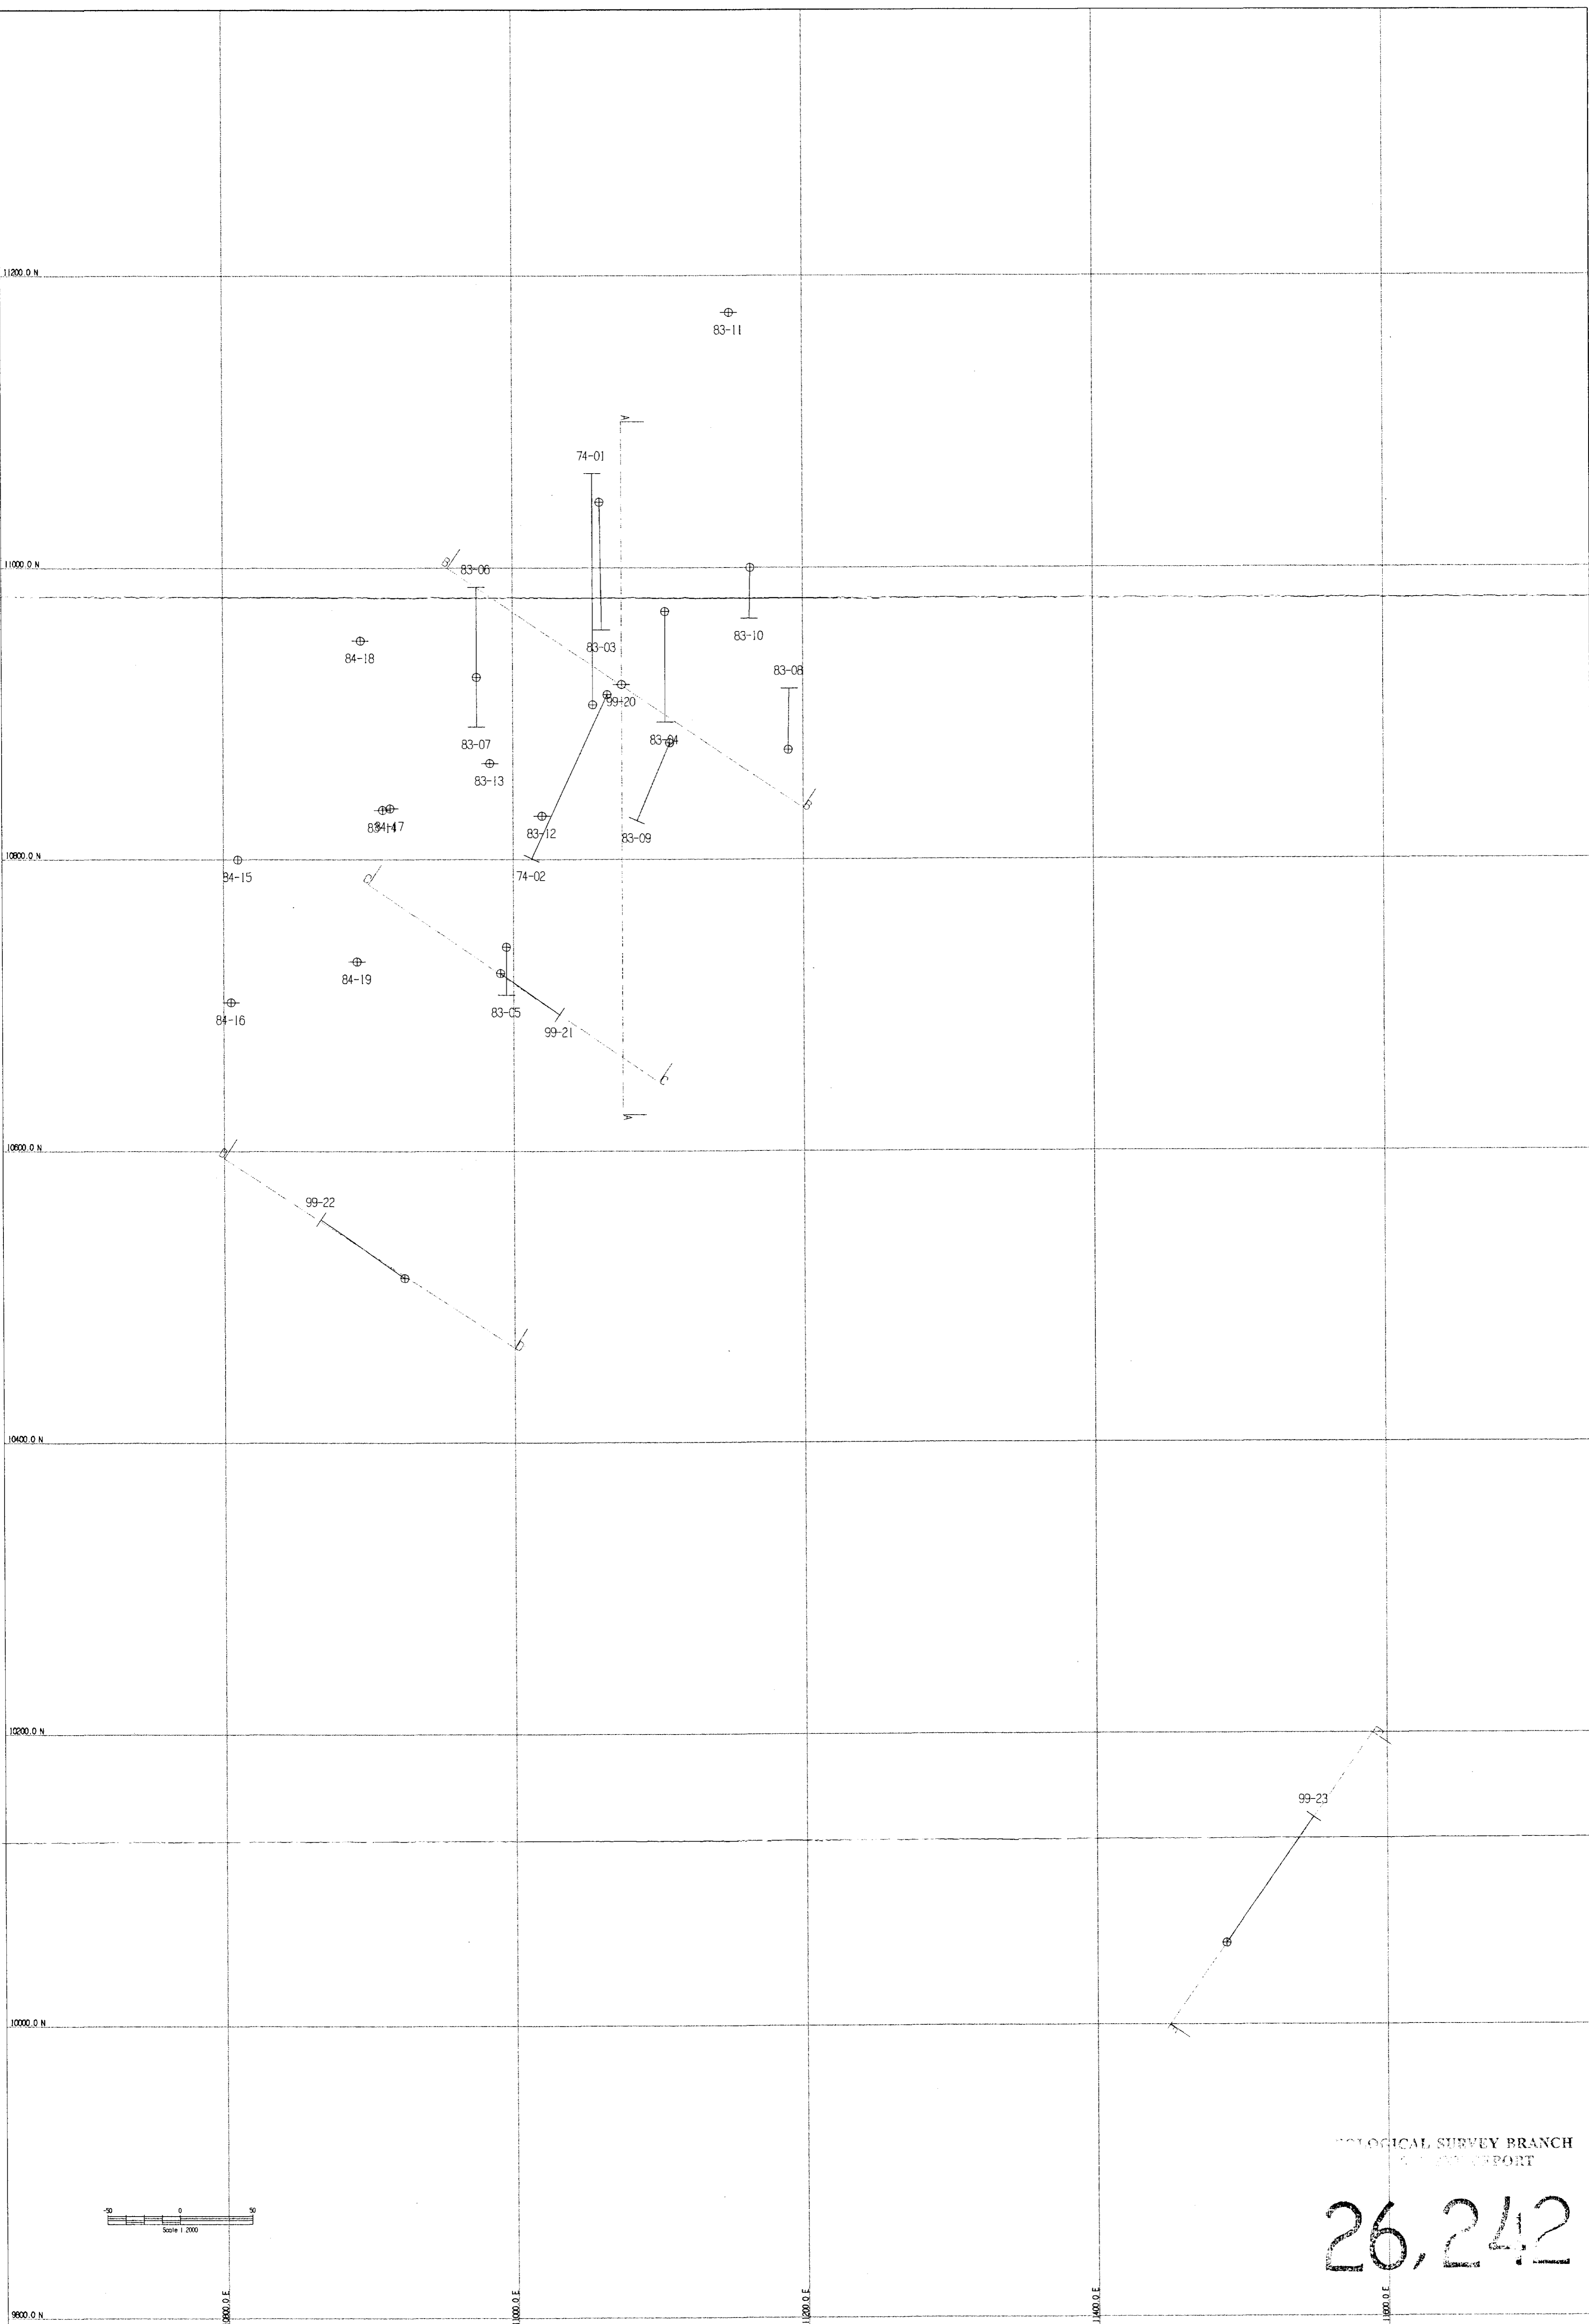 11200.0 N
83-11
A
74-01
11000.0 N
B
83-06
83-03
83-10
84-18
83-08
99-20
83-07
83-04
83-13
83-14
84-17
83-12
83-09
10800.0 N
84-15
74-02
C
84-19
84-16
83-05
99-21
B
C
A
10600.0 N
D
99-22
D
10400.0 N
10200.0 N
99-23
10000.0 N
SURVEY BRANCH
26,242
-50 0 50
Scale 1:2000
9800.0 N
10800.0 E
11000.0 E
11200.0 E
11400.0 E
11600.0 E